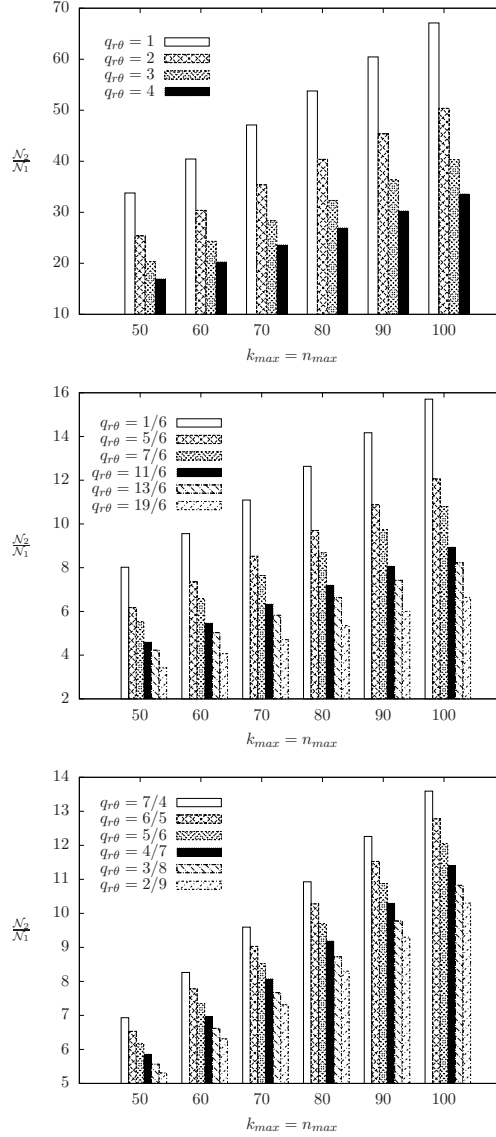 70
60
50
40
30
20
10
50 60 70 80 90 100
q_{rθ} = 1
q_{rθ} = 2
q_{rθ} = 3
q_{rθ} = 4
N₂/N₁
k_{max} = n_{max}
16
14
12
10
8
6
4
2
50 60 70 80 90 100
q_{rθ} = 1/6
q_{rθ} = 5/6
q_{rθ} = 7/6
q_{rθ} = 11/6
q_{rθ} = 13/6
q_{rθ} = 19/6
N₂/N₁
k_{max} = n_{max}
14
13
12
11
10
9
8
7
6
5
50 60 70 80 90 100
q_{rθ} = 7/4
q_{rθ} = 6/5
q_{rθ} = 5/6
q_{rθ} = 4/7
q_{rθ} = 3/8
q_{rθ} = 2/9
N₂/N₁
k_{max} = n_{max}